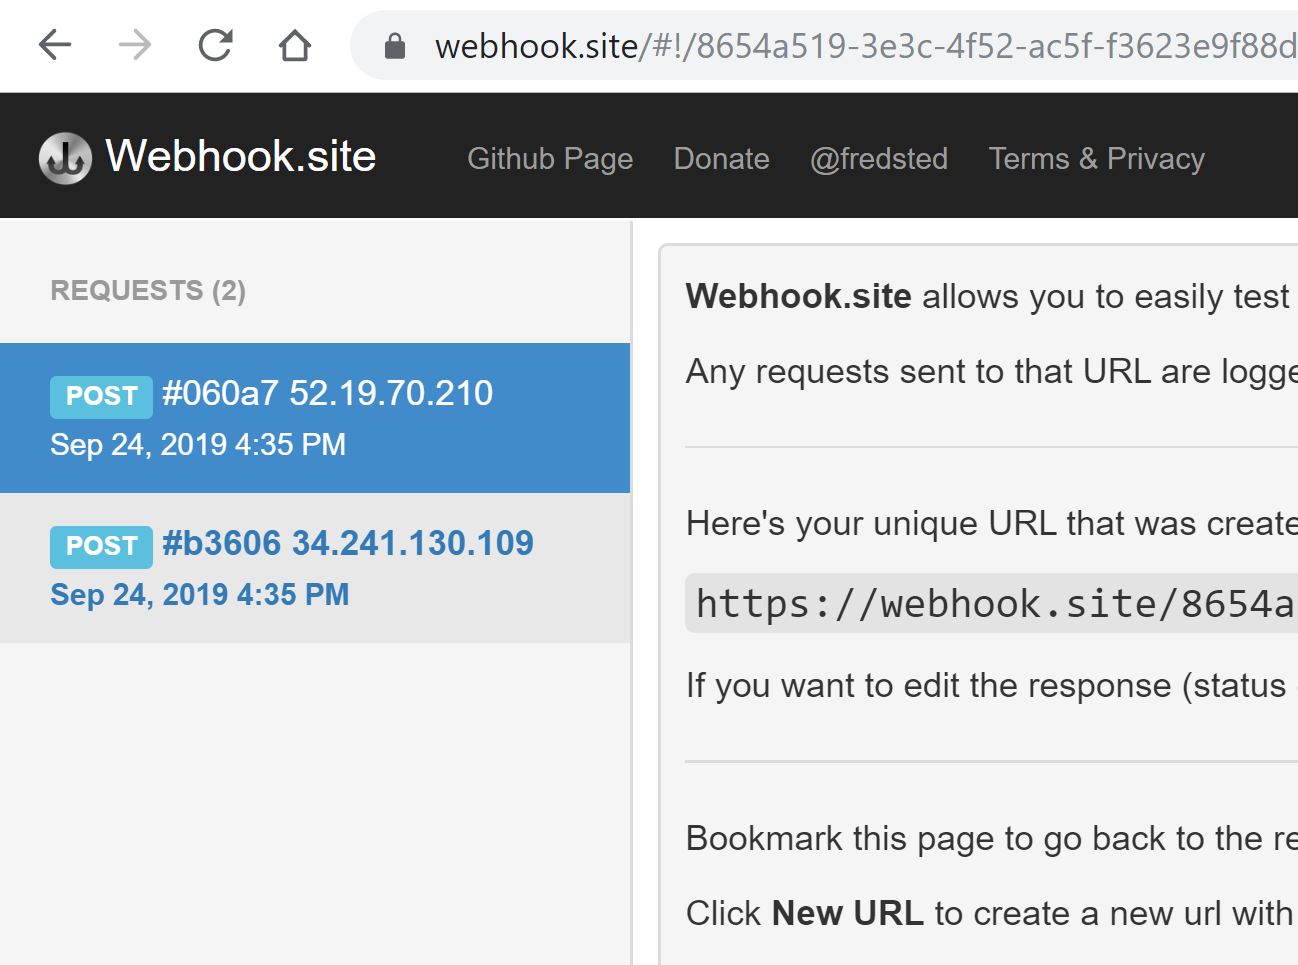 webhook.site/#!/8654a519-3e3c-4f52-ac5f-f3623e9f88d
Webhook.site Github Page Donate @fredsted Terms & Privacy
REQUESTS (2)
POST #060a7 52.19.70.210
Sep 24, 2019 4:35 PM
POST #b3606 34.241.130.109
Sep 24, 2019 4:35 PM
Webhook.site allows you to easily test
Any requests sent to that URL are logge
Here's your unique URL that was create
https://webhook.site/8654a
If you want to edit the response (status
Bookmark this page to go back to the re
Click New URL to create a new url with